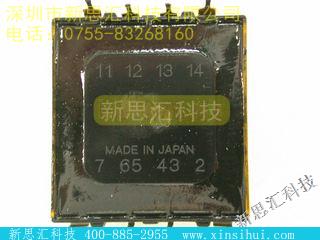 深圳市新思汇科技有限公司
电话:0755-83268160
11 12 13 14
新思汇科技
MADE IN JAPAN
7 65 43 2
新思汇科技
新思汇科技 400-885-2955 www.xinsihui.com